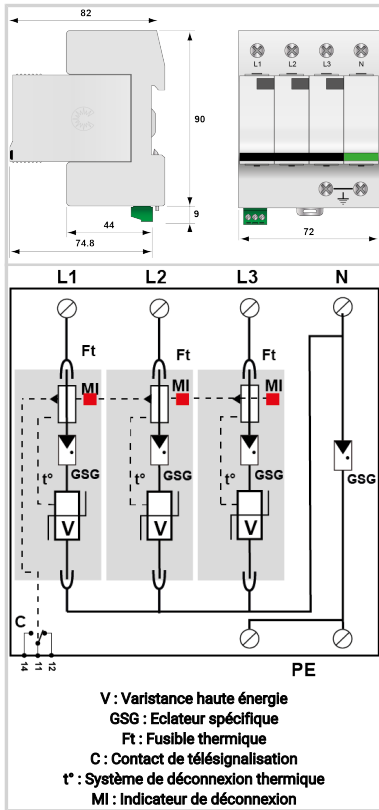 82
90
44
9
74.8
L1 L2 L3 N
72
L1 L2 L3 N
Ft Ft Ft
MI MI MI
GSG GSG GSG GSG
t° t° t°
V V V
C
14 11 12
PE
V : Varistance haute énergie
GSG : Eclateur spécifique
Ft : Fusible thermique
C : Contact de télésignalisation
t° : Système de déconnexion thermique
MI : Indicateur de déconnexion